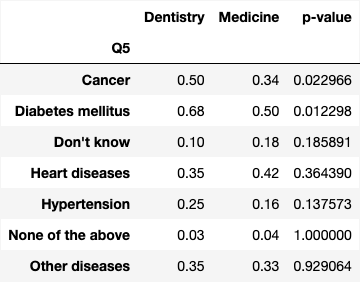 Dentistry Medicine p-value
Q5
Cancer 0.50 0.34 0.022966
Diabetes mellitus 0.68 0.50 0.012298
Don't know 0.10 0.18 0.185891
Heart diseases 0.35 0.42 0.364390
Hypertension 0.25 0.16 0.137573
None of the above 0.03 0.04 1.000000
Other diseases 0.35 0.33 0.929064